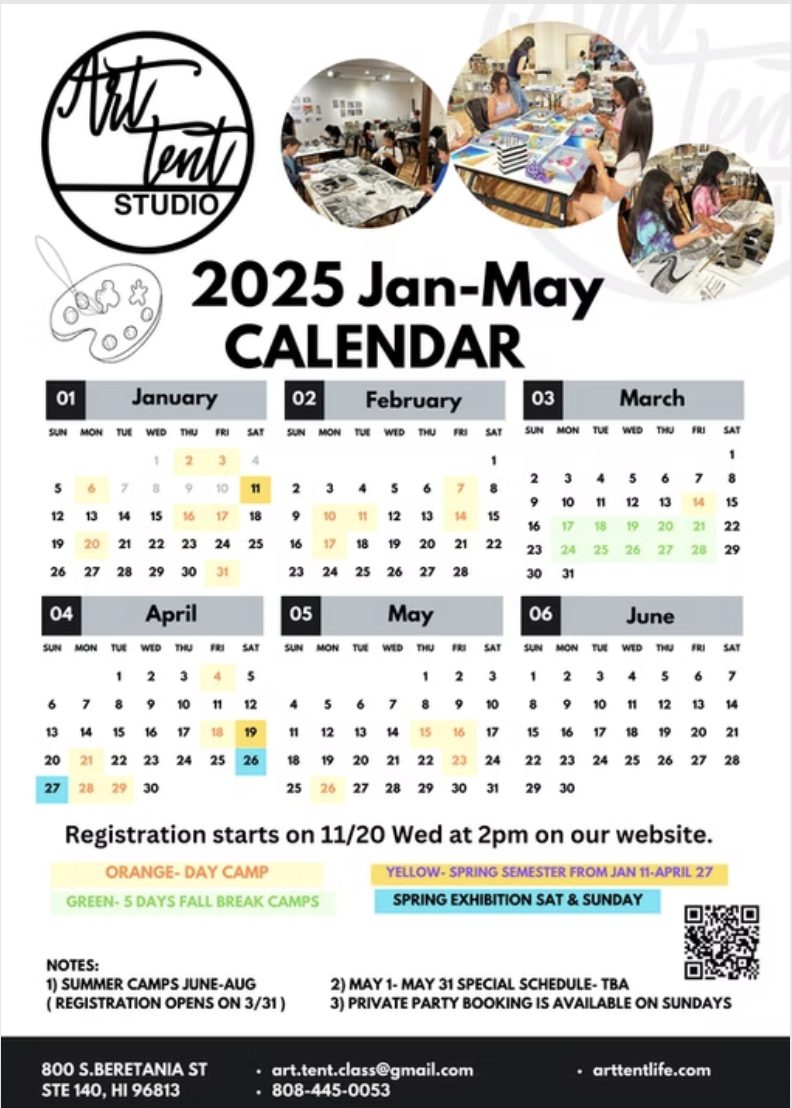 Art
tent
STUDIO
2025 Jan-May
CALENDAR
01 January
SUN MON TUE WED THU FRI SAT
1 2 3 4
5 6 7 8 9 10 11
12 13 14 15 16 17 18
19 20 21 22 23 24 25
26 27 28 29 30 31
02 February
SUN MON TUE WED THU FRI SAT
1
2 3 4 5 6 7 8
9 10 11 12 13 14 15
16 17 18 19 20 21 22
23 24 25 26 27 28
03 March
SUN MON TUE WED THU FRI SAT
1
2 3 4 5 6 7 8
9 10 11 12 13 14 15
16 17 18 19 20 21 22
23 24 25 26 27 28 29
30 31
04 April
SUN MON TUE WED THU FRI SAT
1 2 3 4 5
6 7 8 9 10 11 12
13 14 15 16 17 18 19
20 21 22 23 24 25 26
27 28 29 30
05 May
SUN MON TUE WED THU FRI SAT
1 2 3
4 5 6 7 8 9 10
11 12 13 14 15 16 17
18 19 20 21 22 23 24
25 26 27 28 29 30 31
06 June
SUN MON TUE WED THU FRI SAT
1 2 3 4 5 6 7
8 9 10 11 12 13 14
15 16 17 18 19 20 21
22 23 24 25 26 27 28
29 30
Registration starts on 11/20 Wed at 2pm on our website.
ORANGE- DAY CAMP
YELLOW- SPRING SEMESTER FROM JAN 11-APRIL 27
GREEN- 5 DAYS FALL BREAK CAMPS
SPRING EXHIBITION SAT & SUNDAY
NOTES:
1) SUMMER CAMPS JUNE-AUG
( REGISTRATION OPENS ON 3/31 )
2) MAY 1- MAY 31 SPECIAL SCHEDULE- TBA
3) PRIVATE PARTY BOOKING IS AVAILABLE ON SUNDAYS
800 S.BERETANIA ST
STE 140, HI 96813
• art.tent.class@gmail.com
• 808-445-0053
• arttentlife.com